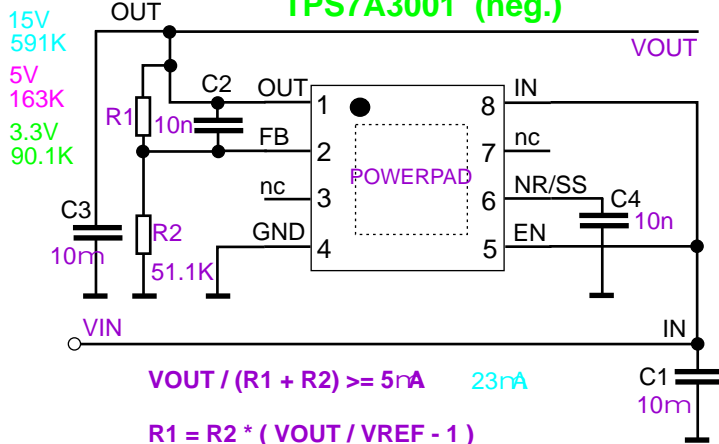 TPS7A3001 (neg.)
OUT
15V
591K
5V
163K
3.3V
90.1K
VOUT
R1
C2
10n
OUT
1
FB
2
nc
3
GND
4
POWERPAD
IN
8
nc
7
NR/SS
6
EN
5
C4
10n
C3
10m
R2
51.1K
VIN
IN
C1
10m
VOUT / (R1 + R2) >= 5mA
23mA
R1 = R2 * ( VOUT / VREF - 1 )